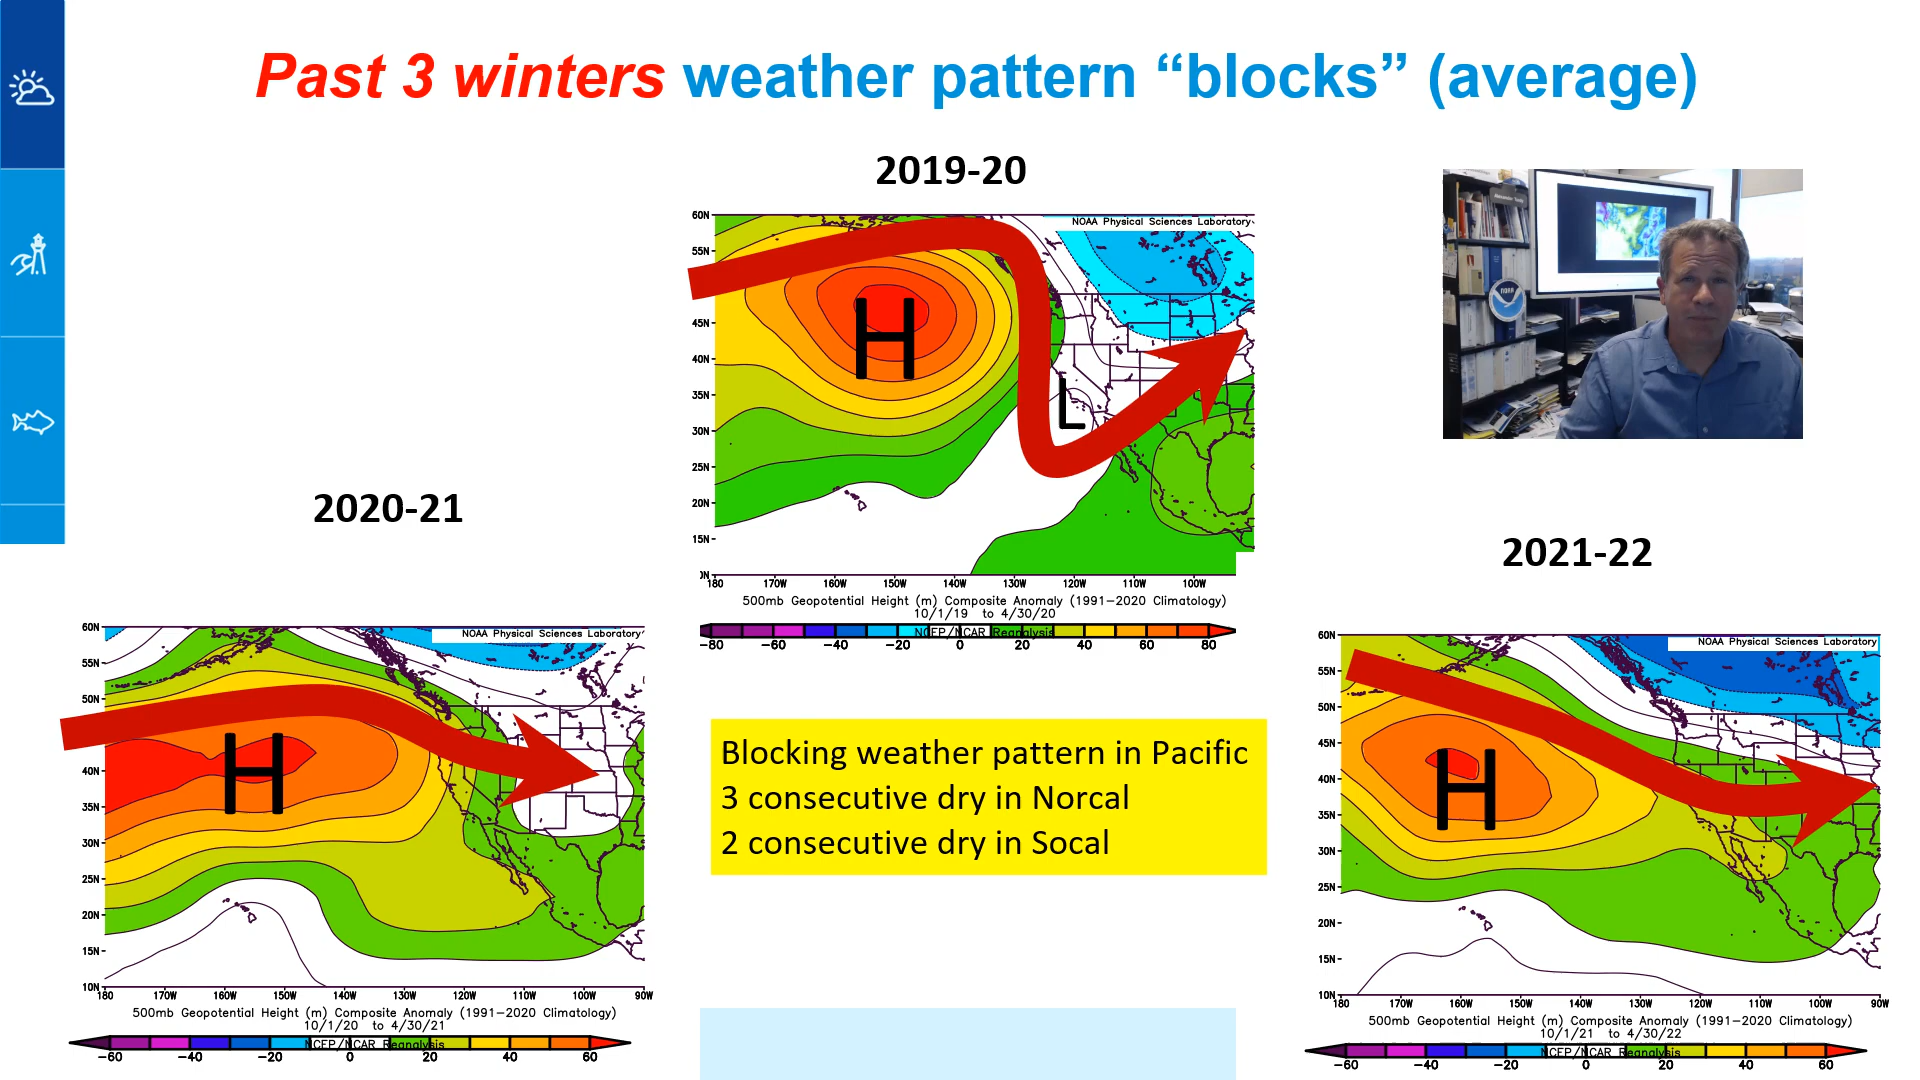 Past 3 winters weather pattern “blocks” (average)
2019-20
60N
NOAA Physical Sciences Laboratory
55N
H
45N
40N
L
35N
30N
25N
20N
15N
180 170W 160W 150W 140W 130W 120W 110W 100W
500mb Geopotential Height (m) Composite Anomaly (1991-2020 Climatology)
10/1/19 to 4/30/20
NCEP/NCAR Reanalysis
-80 -60 -40 -20 0 20 40 60 80
2020-21
60N
NOAA Physical Sciences Laboratory
55N
50N
H
40N
35N
30N
25N
20N
15N
10N
180 170W 160W 150W 140W 130W 120W 110W 100W 90W
500mb Geopotential Height (m) Composite Anomaly (1991-2020 Climatology)
10/1/20 to 4/30/21
NCEP/NCAR Reanalysis
-60 -40 -20 0 20 40 60
Blocking weather pattern in Pacific
3 consecutive dry in Norcal
2 consecutive dry in Socal
NOAA
2021-22
60N
NOAA Physical Sciences Laboratory
55N
50N
45N
H
40N
35N
30N
25N
20N
15N
10N
180 170W 160W 150W 140W 130W 120W 110W 100W 90W
500mb Geopotential Height (m) Composite Anomaly (1991-2020 Climatology)
10/1/21 to 4/30/22
NCEP/NCAR Reanalysis
-60 -40 -20 0 20 40 60